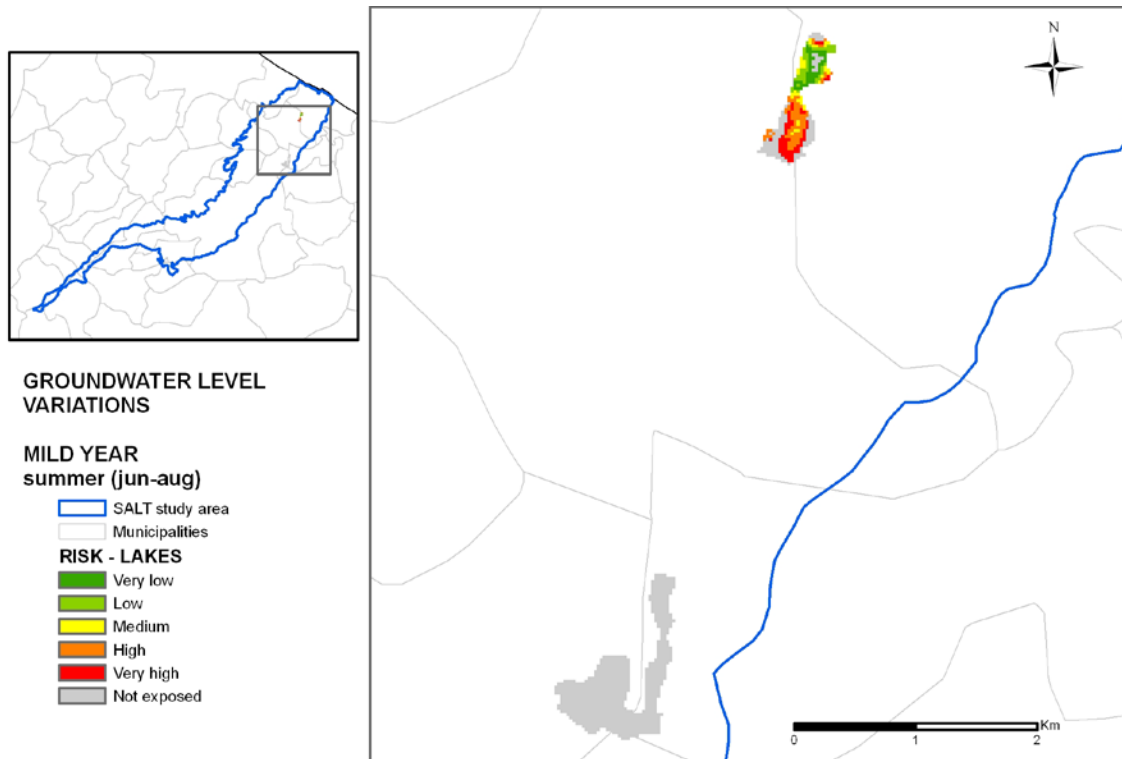 GROUNDWATER LEVEL
VARIATIONS
MILD YEAR
summer (jun-aug)
SALT study area
Municipalities
RISK - LAKES
Very low
Low
Medium
High
Very high
Not exposed
N
Km
0 1 2